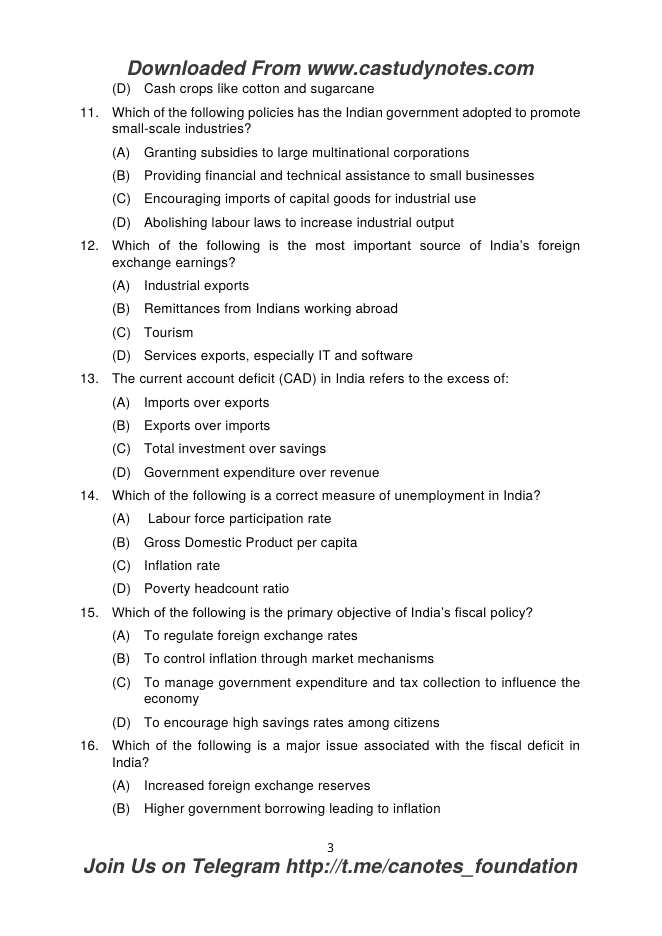 Downloaded From www.castudynotes.com
(D) Cash crops like cotton and sugarcane
11. Which of the following policies has the Indian government adopted to promote
small-scale industries?
(A) Granting subsidies to large multinational corporations
(B) Providing financial and technical assistance to small businesses
(C) Encouraging imports of capital goods for industrial use
(D) Abolishing labour laws to increase industrial output
12. Which of the following is the most important source of India’s foreign
exchange earnings?
(A) Industrial exports
(B) Remittances from Indians working abroad
(C) Tourism
(D) Services exports, especially IT and software
13. The current account deficit (CAD) in India refers to the excess of:
(A) Imports over exports
(B) Exports over imports
(C) Total investment over savings
(D) Government expenditure over revenue
14. Which of the following is a correct measure of unemployment in India?
(A) Labour force participation rate
(B) Gross Domestic Product per capita
(C) Inflation rate
(D) Poverty headcount ratio
15. Which of the following is the primary objective of India’s fiscal policy?
(A) To regulate foreign exchange rates
(B) To control inflation through market mechanisms
(C) To manage government expenditure and tax collection to influence the
economy
(D) To encourage high savings rates among citizens
16. Which of the following is a major issue associated with the fiscal deficit in
India?
(A) Increased foreign exchange reserves
(B) Higher government borrowing leading to inflation
3
Join Us on Telegram http://t.me/canotes_foundation